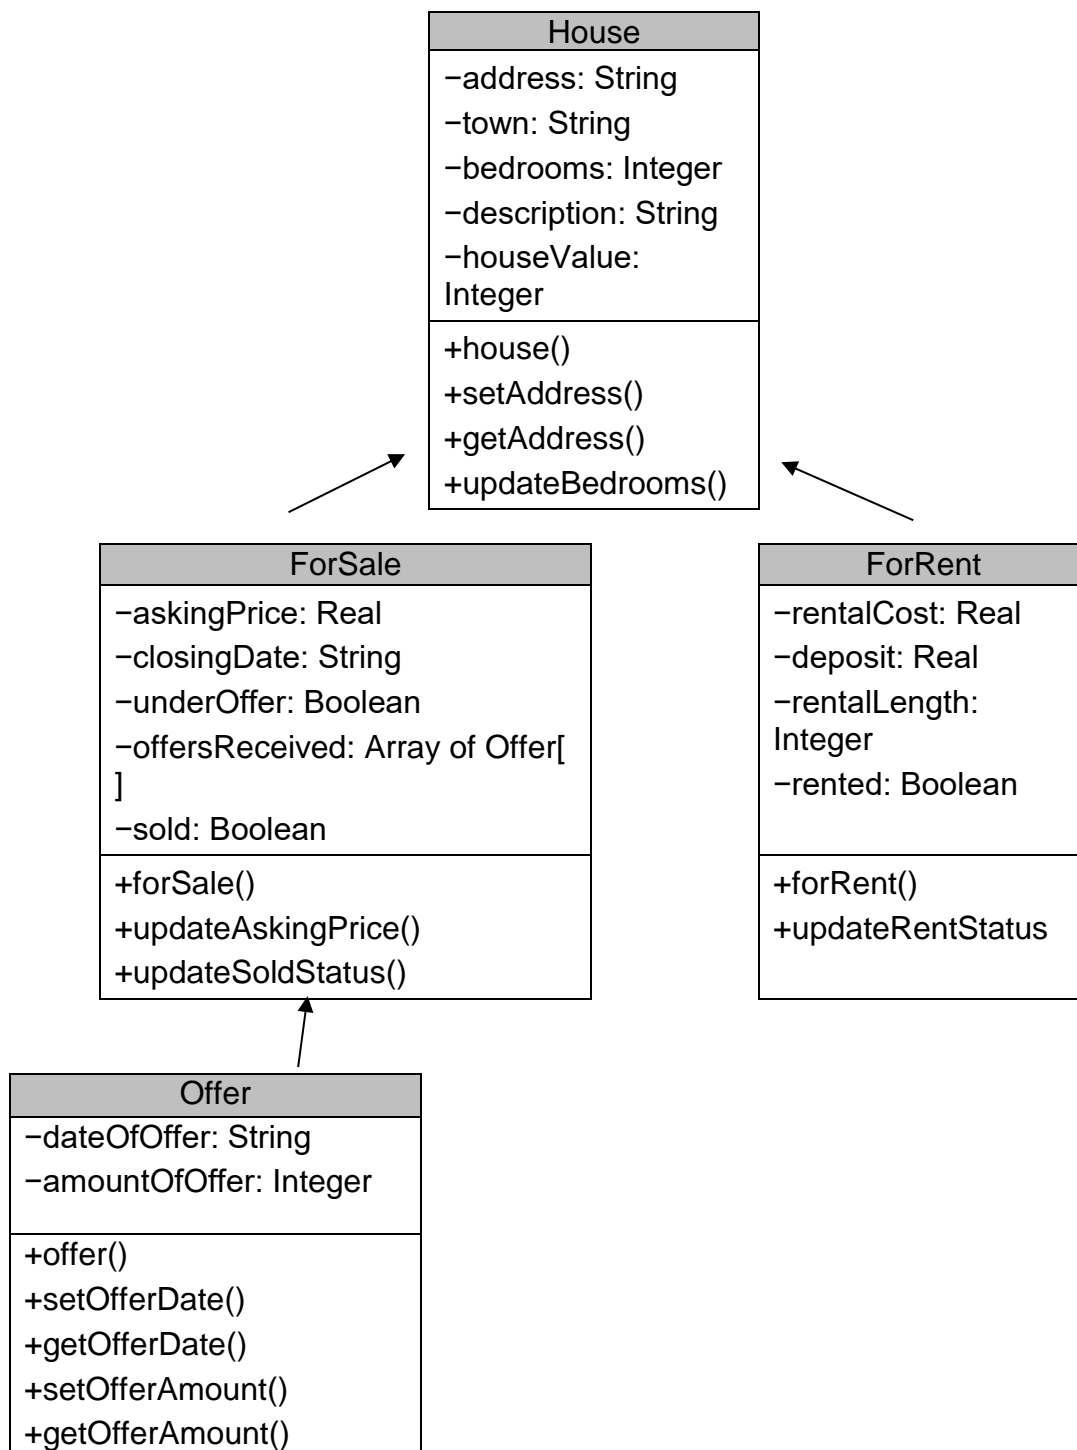 House
−address: String
−town: String
−bedrooms: Integer
−description: String
−houseValue:
Integer
+house()
+setAddress()
+getAddress()
+updateBedrooms()
ForSale
−askingPrice: Real
−closingDate: String
−underOffer: Boolean
−offersReceived: Array of Offer[
]
−sold: Boolean
+forSale()
+updateAskingPrice()
+updateSoldStatus()
ForRent
−rentalCost: Real
−deposit: Real
−rentalLength:
Integer
−rented: Boolean
+forRent()
+updateRentStatus
Offer
−dateOfOffer: String
−amountOfOffer: Integer
+offer()
+setOfferDate()
+getOfferDate()
+setOfferAmount()
+getOfferAmount()